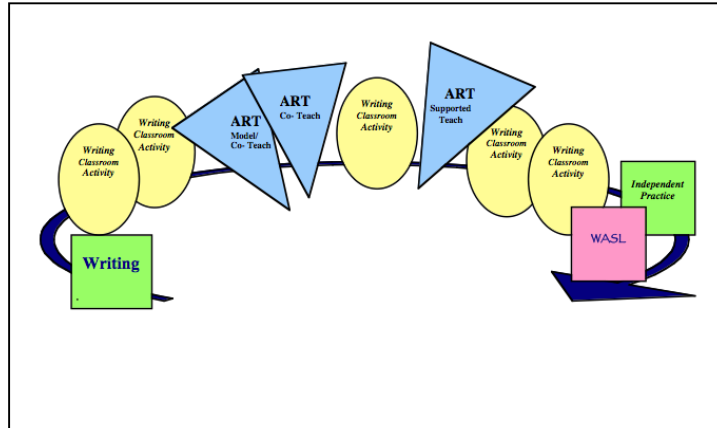 Writing
Writing
Classroom
Activity
Writing
Classroom
Activity
ART
Model/
Co- Teach
ART
Co- Teach
Writing
Classroom
Activity
ART
Supported
Teach
Writing
Classroom
Activity
Writing
Classroom
Activity
Independent
Practice
WASL